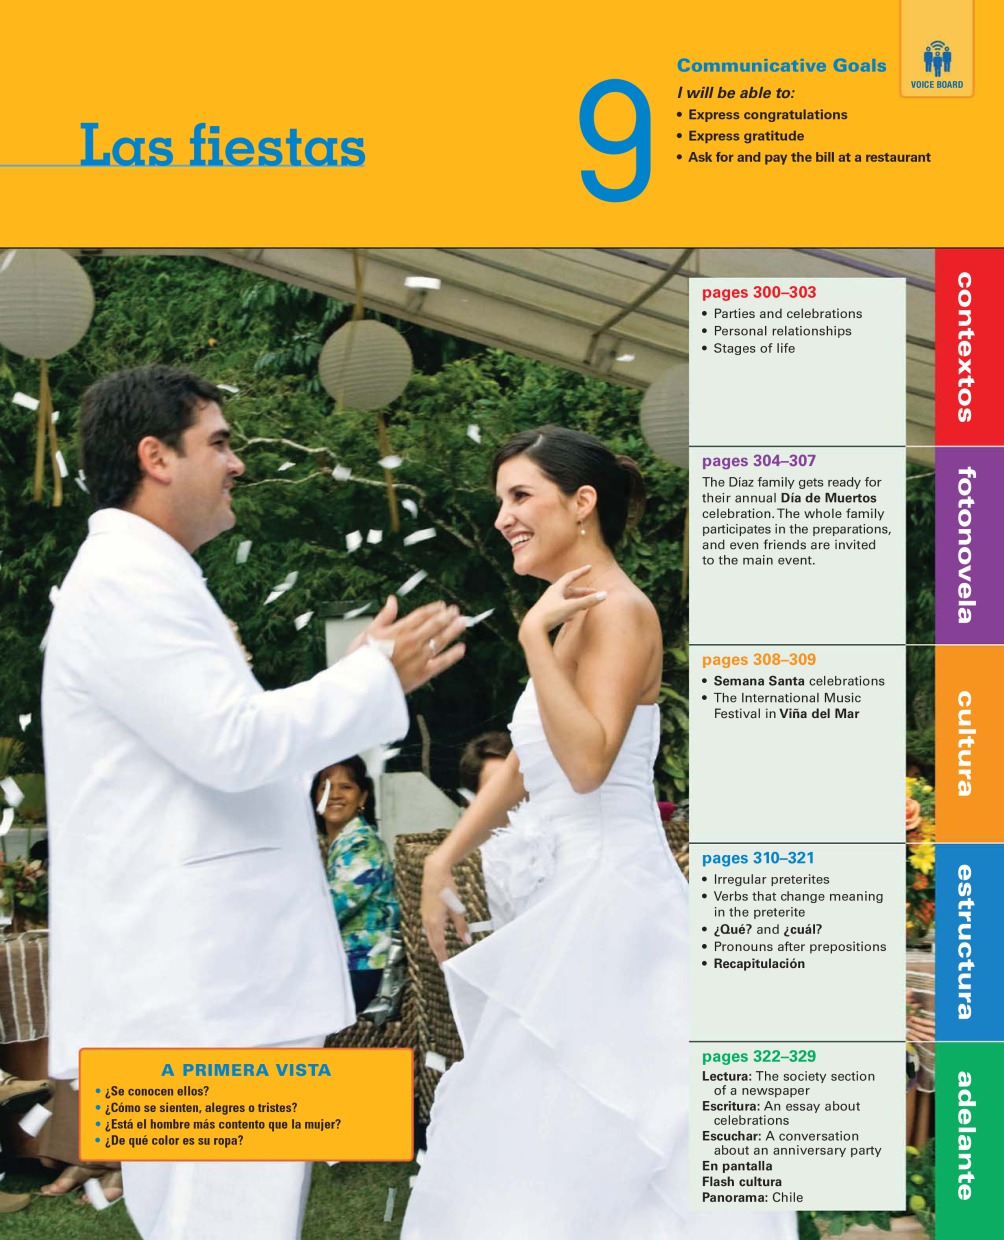 Las fiestas
9
Communicative Goals
I will be able to:
• Express congratulations
• Express gratitude
• Ask for and pay the bill at a restaurant
VOICE BOARD
pages 300–303
• Parties and celebrations
• Personal relationships
• Stages of life
contextos
pages 304–307
The Díaz family gets ready for
their annual Día de Muertos
celebration. The whole family
participates in the preparations,
and even friends are invited
to the main event.
fotonovela
pages 308–309
• Semana Santa celebrations
• The International Music
Festival in Viña del Mar
cultura
pages 310–321
• Irregular preterites
• Verbs that change meaning
in the preterite
• ¿Qué? and ¿cuál?
• Pronouns after prepositions
• Recapitulación
estructura
pages 322–329
Lectura: The society section
of a newspaper
Escritura: An essay about
celebrations
Escuchar: A conversation
about an anniversary party
En pantalla
Flash cultura
Panorama: Chile
adelante
A PRIMERA VISTA
• ¿Se conocen ellos?
• ¿Cómo se sienten, alegres o tristes?
• ¿Está el hombre más contento que la mujer?
• ¿De qué color es su ropa?